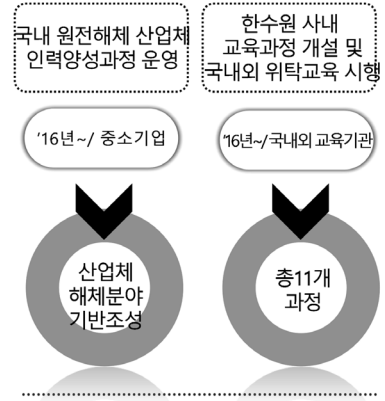 국내 원전해체 산업체
인력양성과정 운영
'16년~/ 중소기업
산업체
해체분야
기반조성
한수원 사내
교육과정 개설 및
국내외 위탁교육 시행
'16년~/국내외 교육기관
총11개
과정